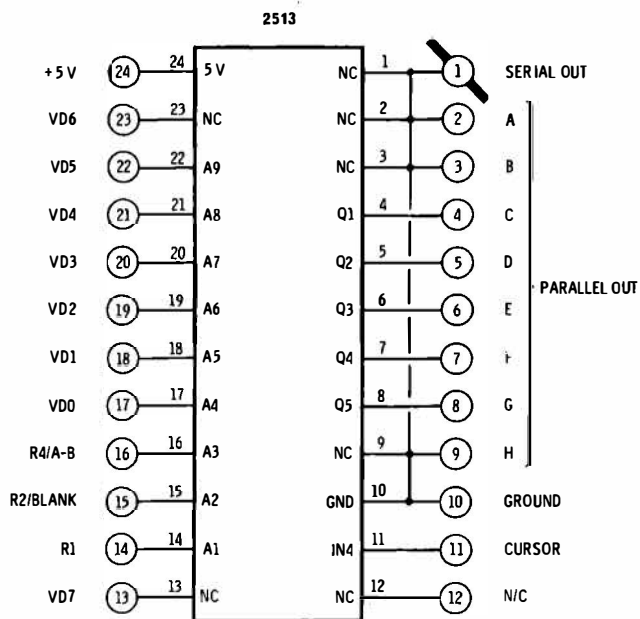 2513
+5V 24 24 5V NC 1 1 SERIAL OUT
VD6 23 23 NC NC 2 2 A
VD5 22 22 A9 NC 3 3 B
VD4 21 21 A8 Q1 4 4 C
VD3 20 20 A7 Q2 5 5 D
PARALLEL OUT
VD2 19 19 A6 Q3 6 6 E
VD1 18 18 A5 Q4 7 7 F
VD0 17 17 A4 Q5 8 8 G
R4/A-B 16 16 A3 NC 9 9 H
R2/BLANK 15 15 A2 GND 10 10 GROUND
R1 14 14 A1 IN4 11 11 CURSOR
VD7 13 13 NC NC 12 12 N/C